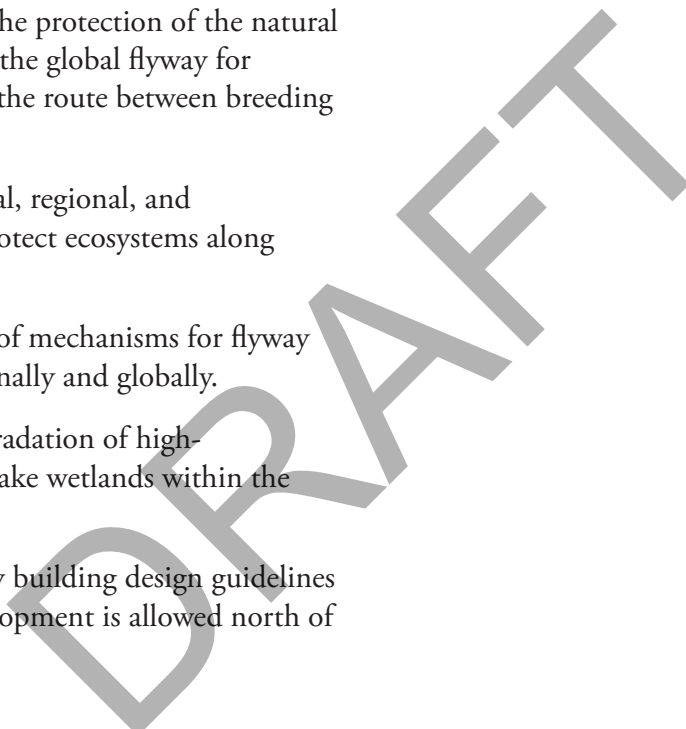 he protection of the natural
the global flyway for
the route between breeding
al, regional, and
otect ecosystems along
of mechanisms for flyway
nally and globally.
radation of high-
ake wetlands within the
y building design guidelines
opment is allowed north of
DRAFT